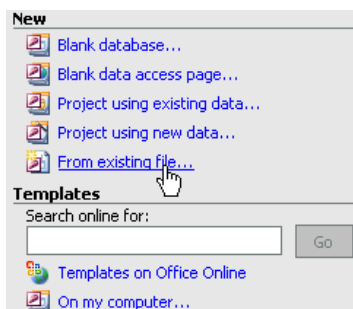 New
Blank database...
Blank data access page...
Project using existing data...
Project using new data...
From existing file...
Templates
Search online for:
Go
Templates on Office Online
On my computer...